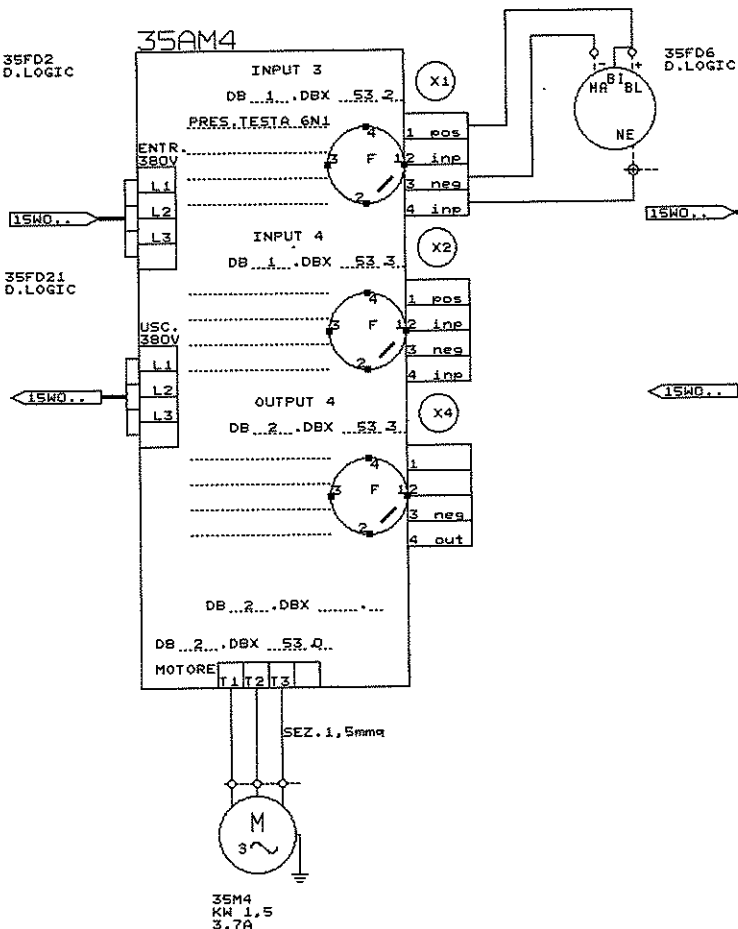 35AM4
35FD2
D.LOGIC
INPUT 3
DB 1 .DBX 53.2
X1
35FD6
D.LOGIC
PRES.TESTA 6N1
ENTR.
380V
L1
L2
L3
15W0..
4
3 F 1
2
1 pos
2 inp
3 neg
4 inp
- +
MA BI BL
NE
15W0..
INPUT 4
DB 1 .DBX 53.3
X2
35FD21
D.LOGIC
USC.
380V
L1
L2
L3
15W0..
4
3 F 1
2
1 pos
2 inp
3 neg
4 inp
15W0..
OUTPUT 4
DB 2 .DBX 53.3
X4
4
3 F 1
2
1
2
3 neg
4 out
DB 2 .DBX .
DB 2 .DBX 53.0
MOTORE T1 T2 T3
SEZ.1,5mmq
M
3
35M4
KW 1,5
3.7A